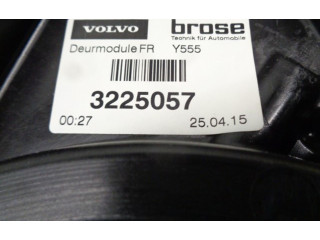 VOLVO brose
Technik für Automobile
Deurmodule FR Y555
3225057
00:27 25.04.15